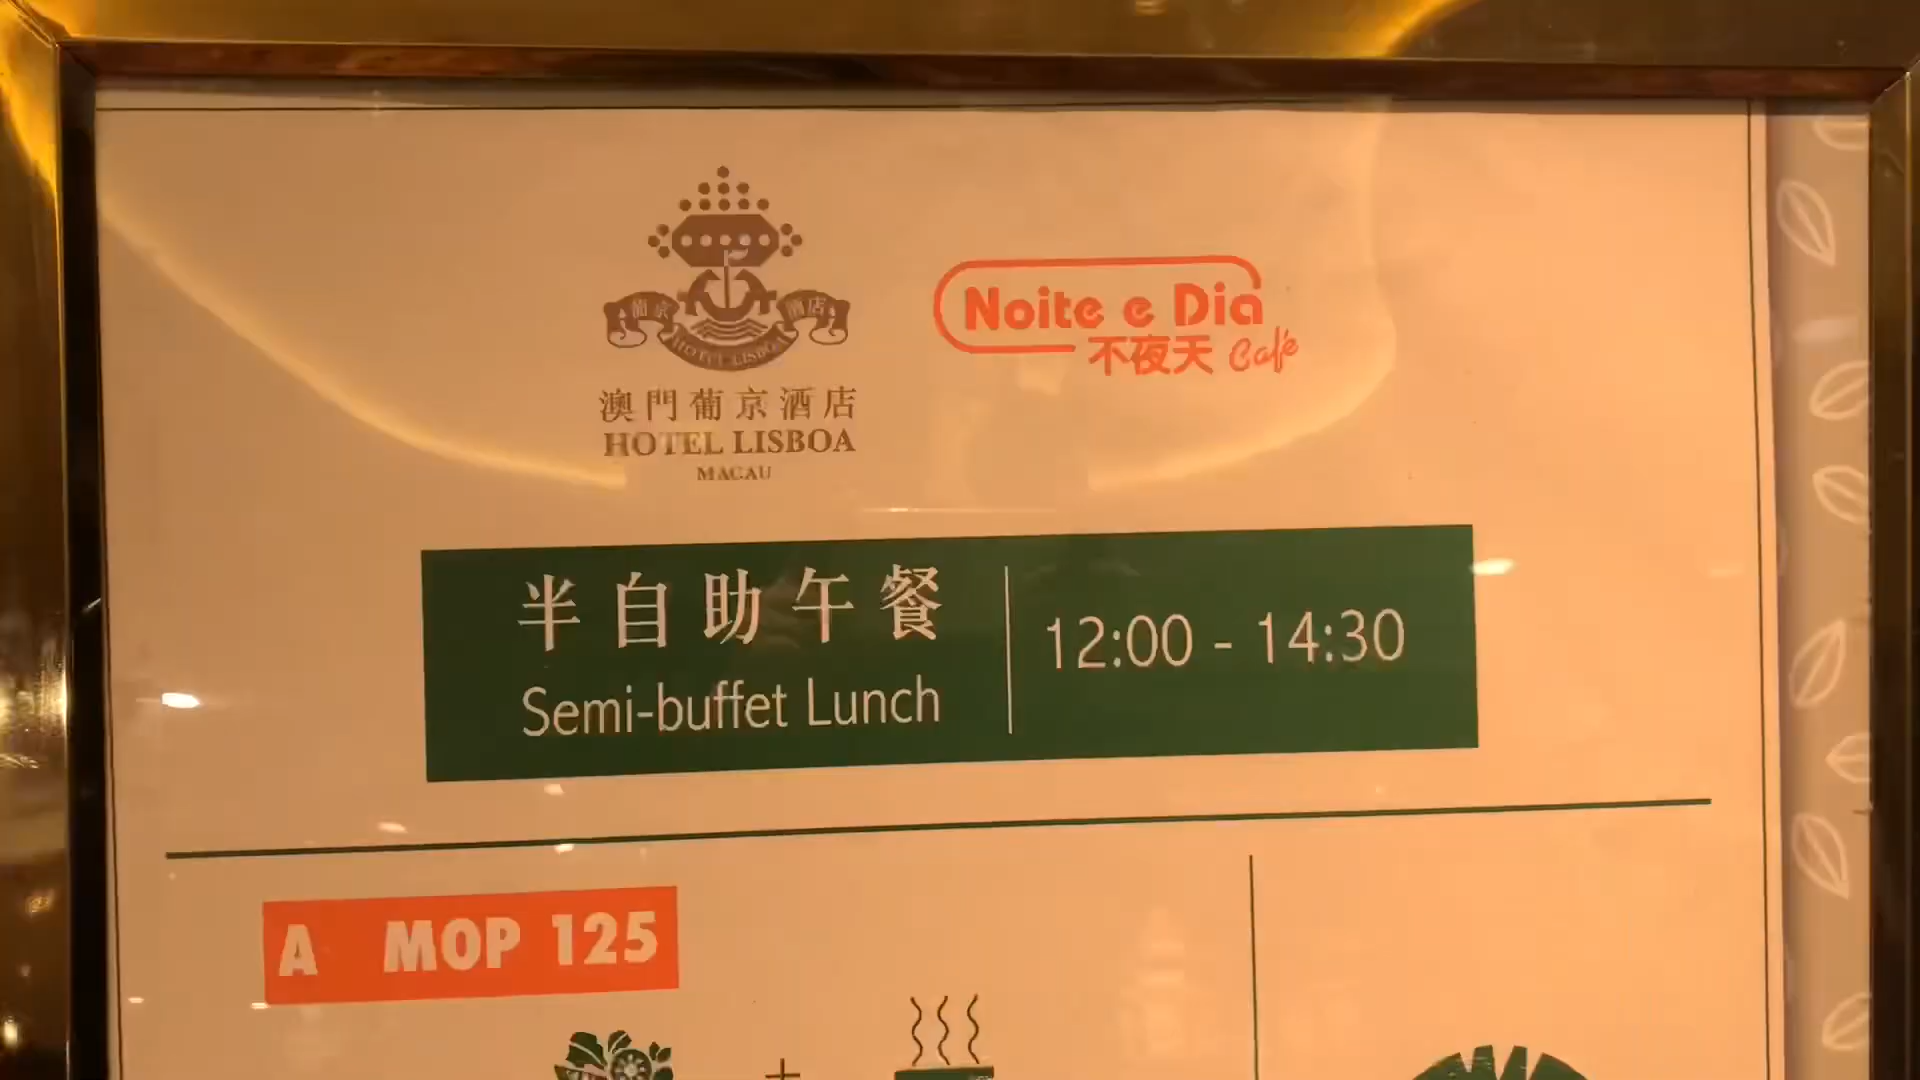 葡京 酒店
HOTEL LISBOA
澳門葡京酒店
HOTEL LISBOA
MACAU
Noite e Dia
不夜天 Café
半自助午餐
Semi-buffet Lunch
12:00 - 14:30
A MOP 125
+